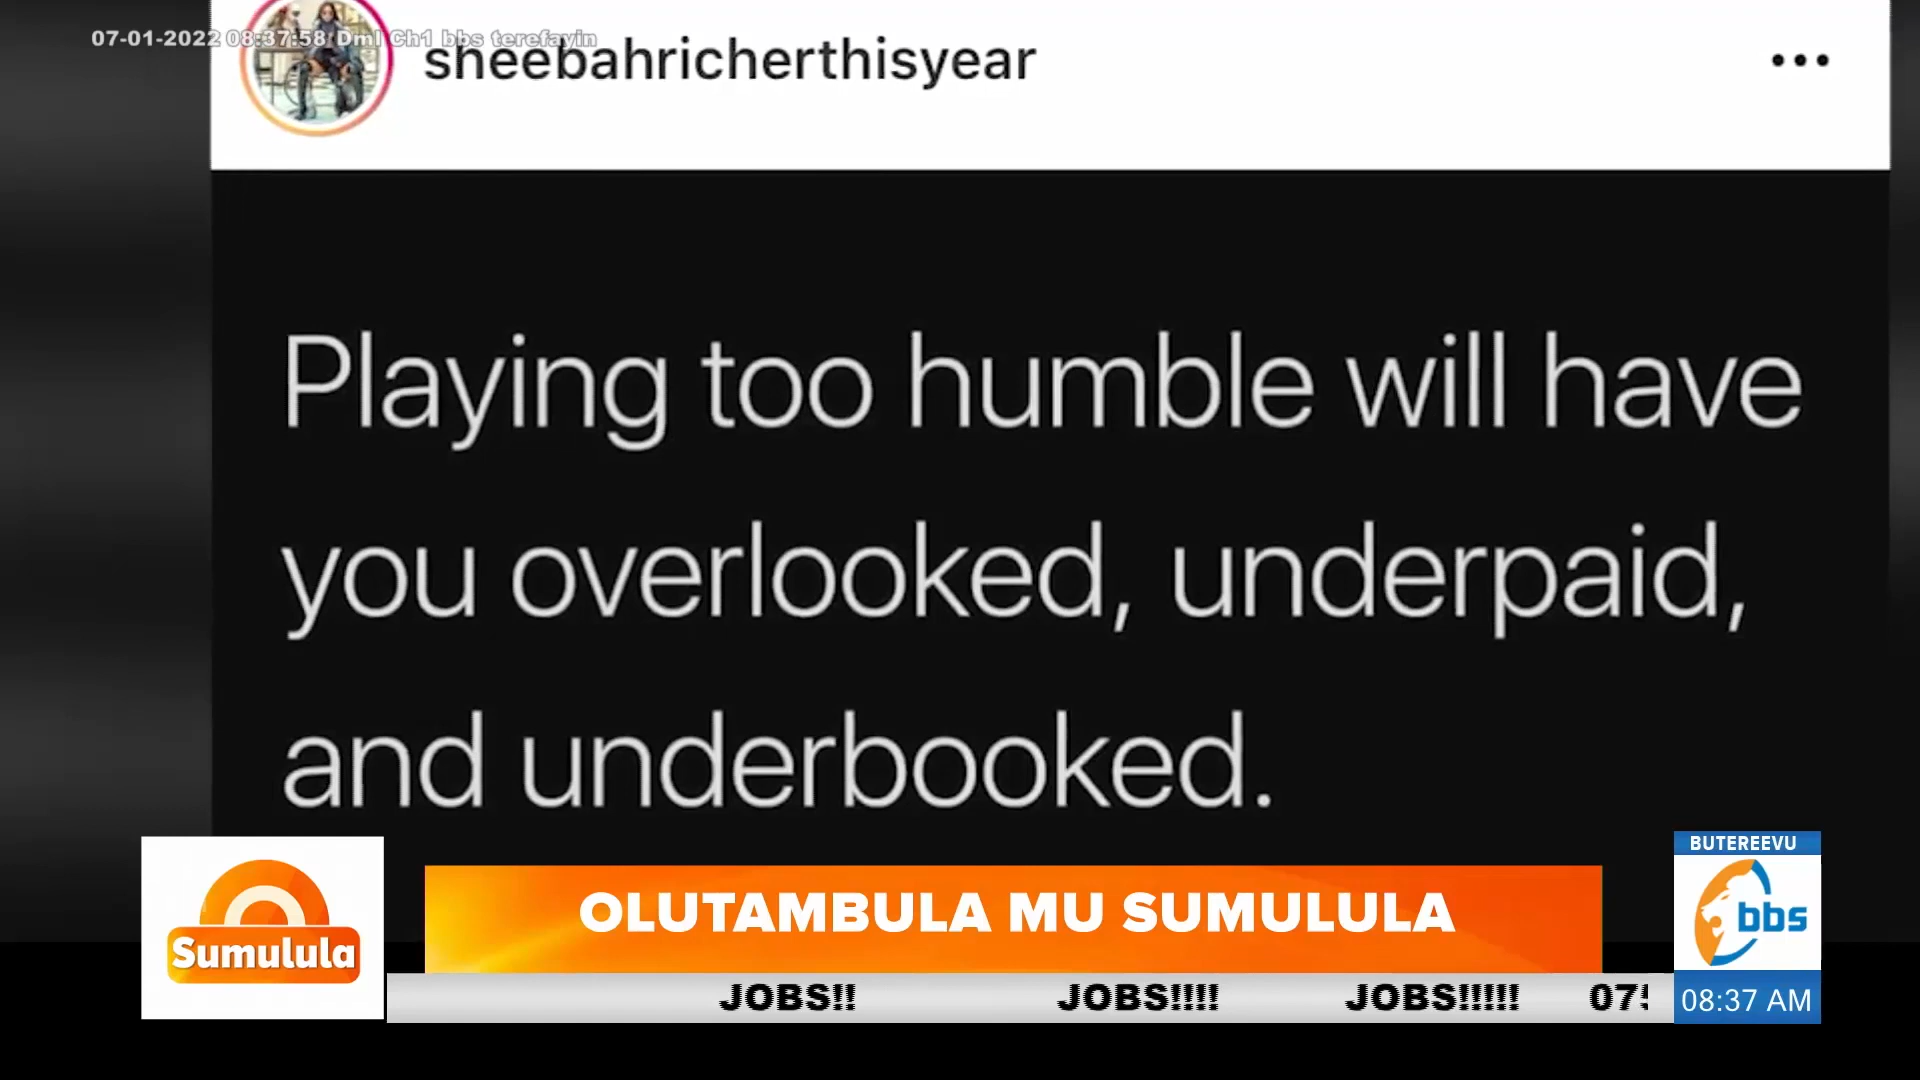 07-01-2022 08:37:58 Dml Ch1 bbs terefayin
sheebahricherthisyear
Playing too humble will have
you overlooked, underpaid,
and underbooked.
BUTEREEVU
bbs
Sumulula
OLUTAMBULA MU SUMULULA
JOBS!! JOBS!!!! JOBS!!!!!
08:37 AM